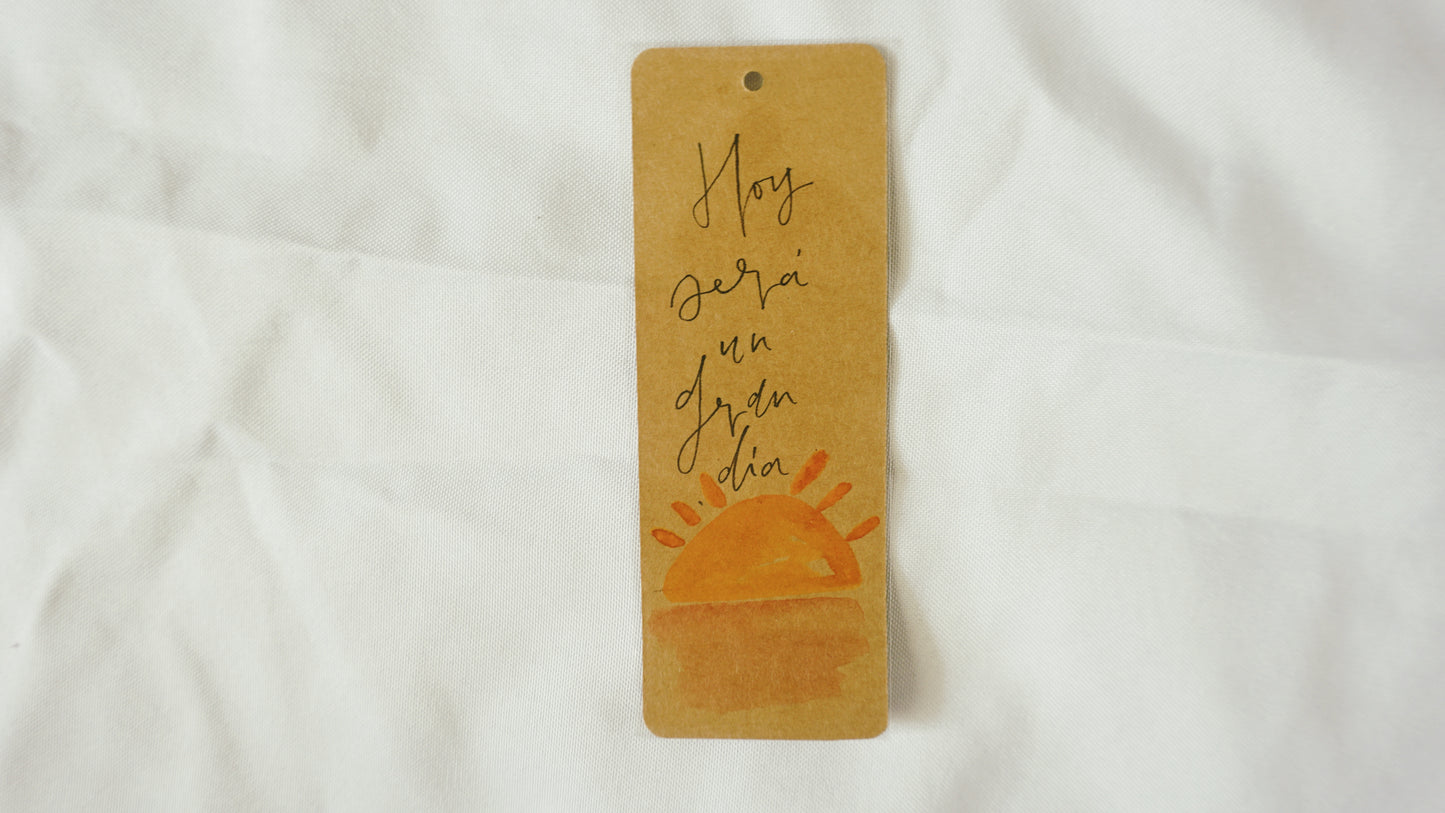 Hoy
será
un
gran
día